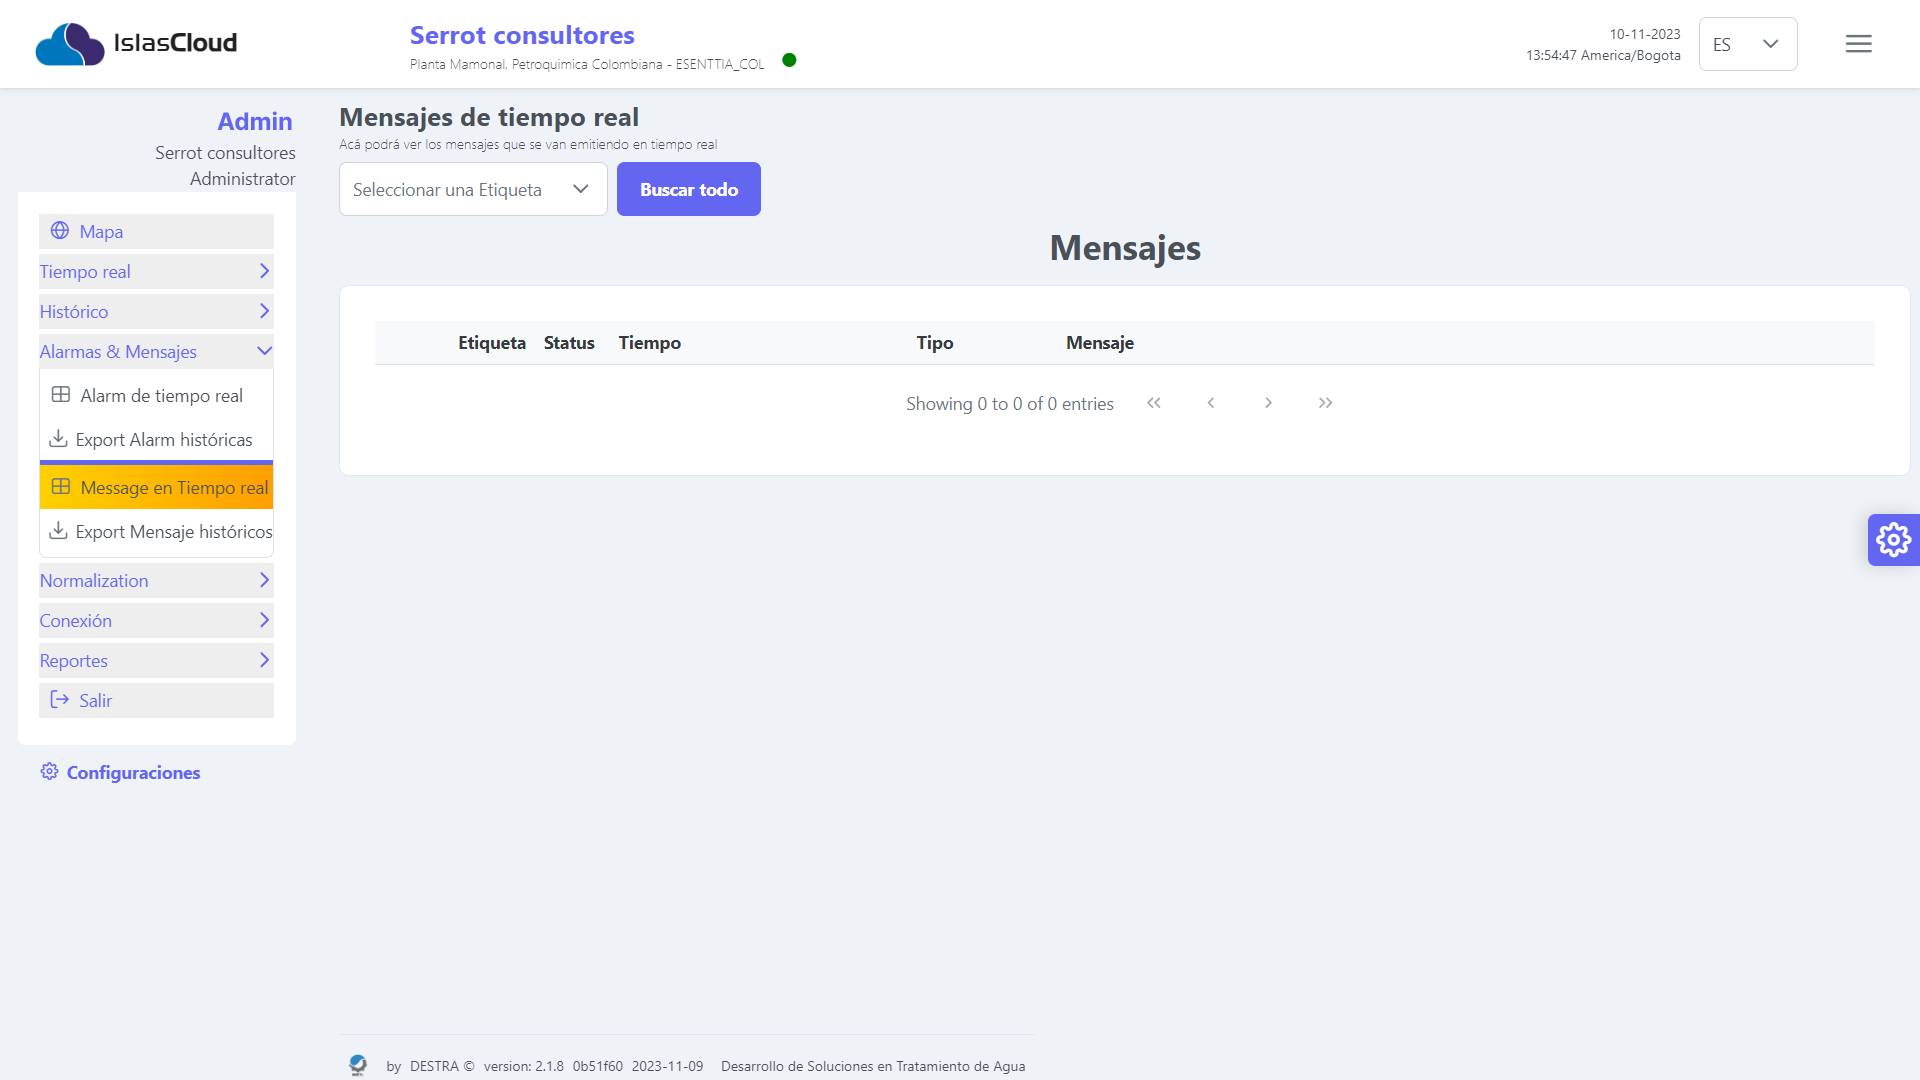 IslasCloud
Serrot consultores
Planta Mamonal, Petroquimica Colombiana - ESENTTIA_COL
10-11-2023
13:54:47 America/Bogota
ES
Admin
Serrot consultores
Administrator
Mapa
Tiempo real
Histórico
Alarmas & Mensajes
Alarm de tiempo real
Export Alarm históricas
Message en Tiempo real
Export Mensaje históricos
Normalization
Conexión
Reportes
Salir
Configuraciones
Mensajes de tiempo real
Acá podrá ver los mensajes que se van emitiendo en tiempo real
Seleccionar una Etiqueta
Buscar todo
Mensajes
Etiqueta Status Tiempo Tipo Mensaje
Showing 0 to 0 of 0 entries
by DESTRA © version: 2.1.8 0b51f60 2023-11-09 Desarrollo de Soluciones en Tratamiento de Agua